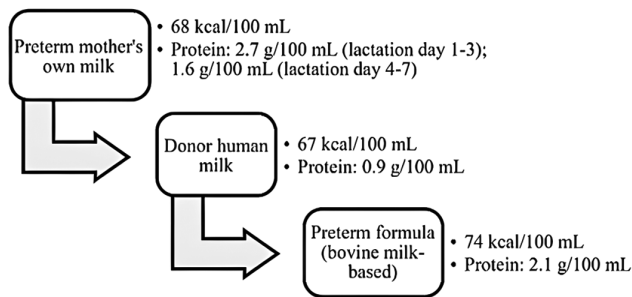 Preterm mother's
own milk
• 68 kcal/100 mL
• Protein: 2.7 g/100 mL (lactation day 1-3);
1.6 g/100 mL (lactation day 4-7)
Donor human
milk
• 67 kcal/100 mL
• Protein: 0.9 g/100 mL
Preterm formula
(bovine milk-
based)
• 74 kcal/100 mL
• Protein: 2.1 g/100 mL